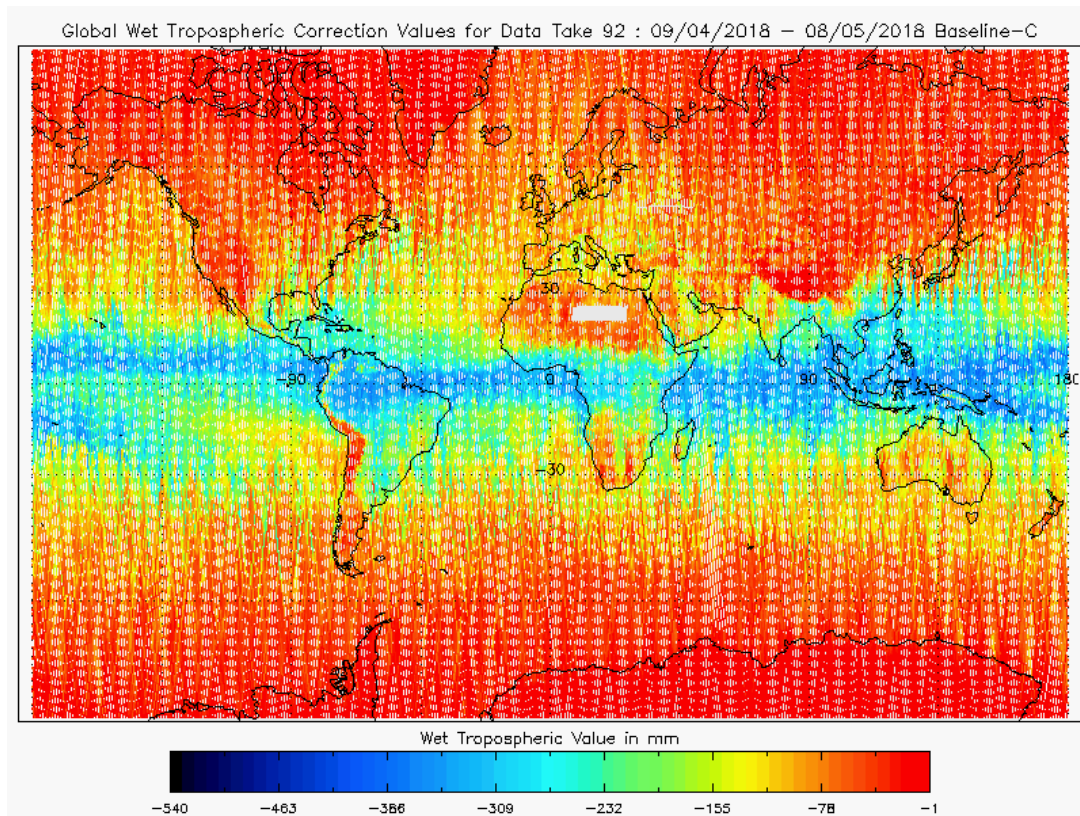 Global Wet Tropospheric Correction Values for Data Take 92 : 09/04/2018 – 08/05/2018 Baseline-C
30
-90 0 90 180
-30
Wet Tropospheric Value in mm
-540 -463 -386 -309 -232 -155 -78 -1